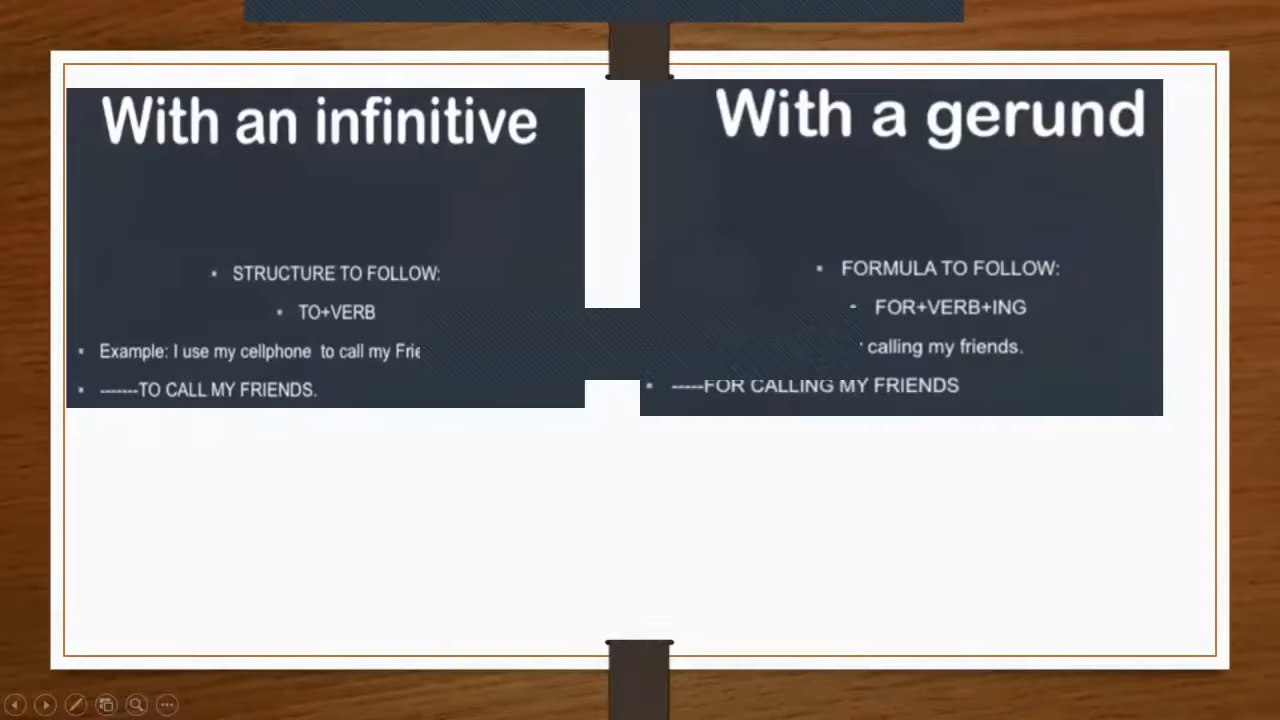 With an infinitive
STRUCTURE TO FOLLOW:
TO+VERB
Example: I use my cellphone to call my Frie
-------TO CALL MY FRIENDS.
With a gerund
FORMULA TO FOLLOW:
FOR+VERB+ING
calling my friends.
-----FOR CALLING MY FRIENDS